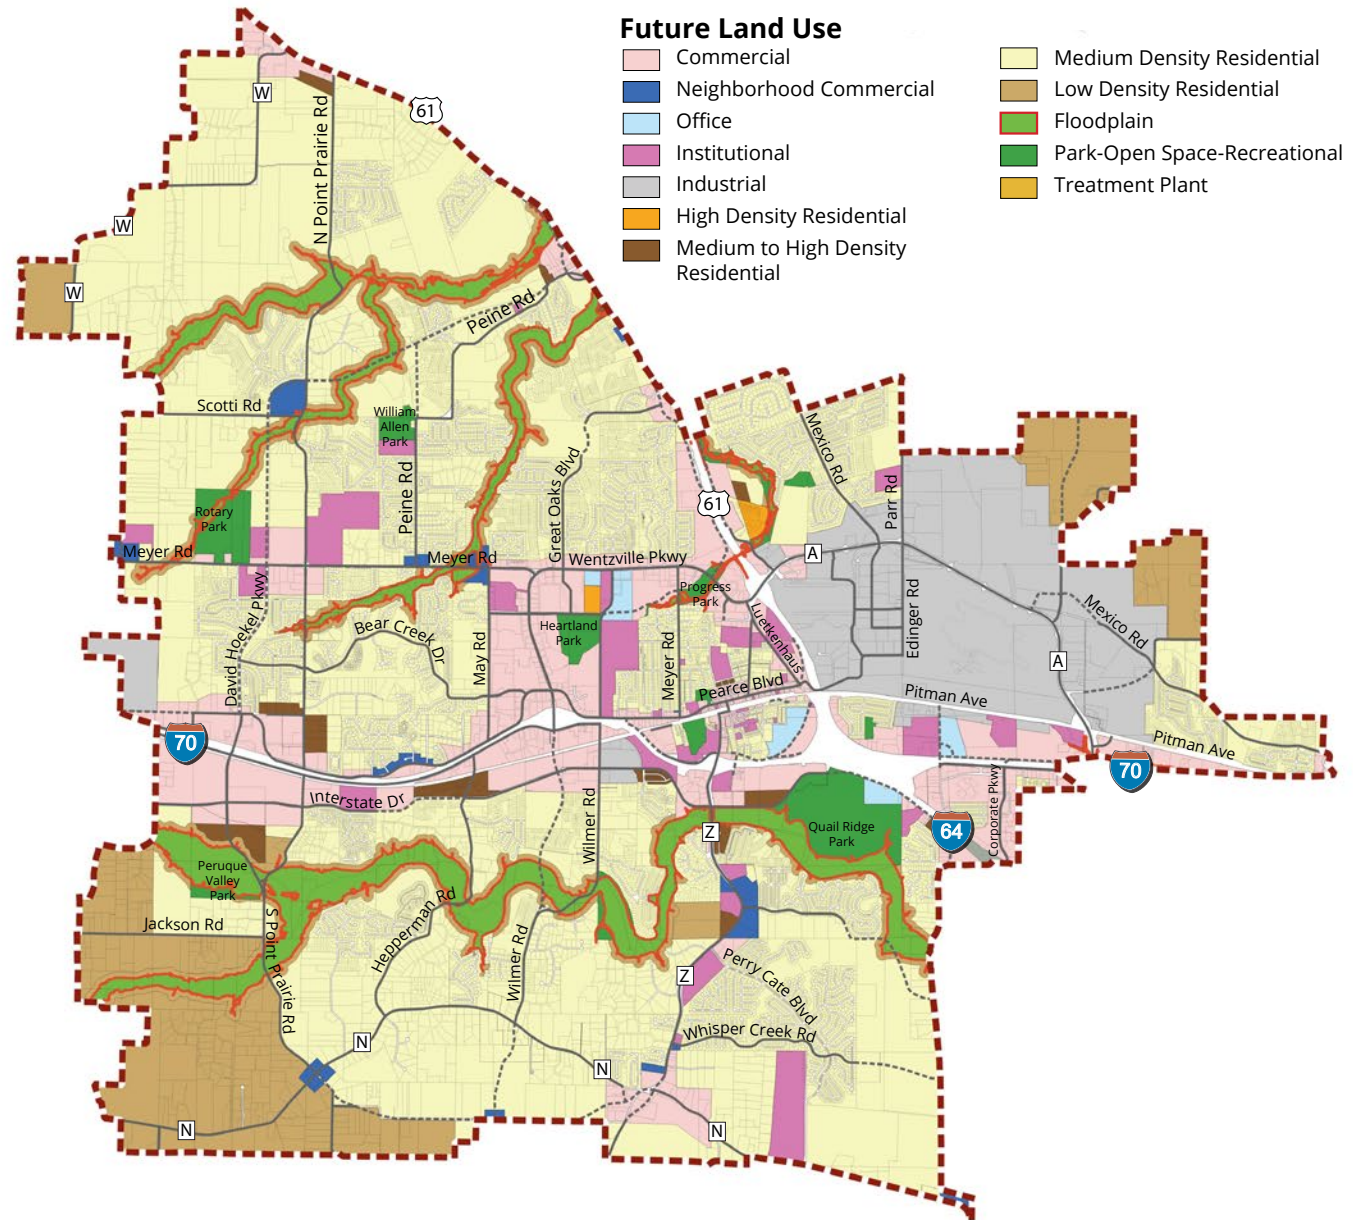 Future Land Use
Commercial
Neighborhood Commercial
Office
Institutional
Industrial
High Density Residential
Medium to High Density
Residential
Medium Density Residential
Low Density Residential
Floodplain
Park-Open Space-Recreational
Treatment Plant
W
N Point Prairie Rd
61
W
W
Peine Rd
Scotti Rd
William
Allen
Park
Peine Rd
Great Oaks Blvd
Mexico Rd
61
Parr Rd
Rotary
Park
Meyer Rd
Meyer Rd
Wentzville Pkwy
A
Progress
Park
David Hoekel Pkwy
Bear Creek Dr
May Rd
Heartland
Park
Meyer Rd
Luetkenhaus
Edinger Rd
Mexico Rd
A
Pearce Blvd
Pitman Ave
Pitman Ave
70
70
Interstate Dr
Wilmer Rd
Z
Quail Ridge
Park
64
Corporate Pkwy
Peruque
Valley
Park
Jackson Rd
S Point Prairie Rd
Hepperman Rd
Wilmer Rd
Z
Perry Cate Blvd
Whisper Creek Rd
N
N
N
N